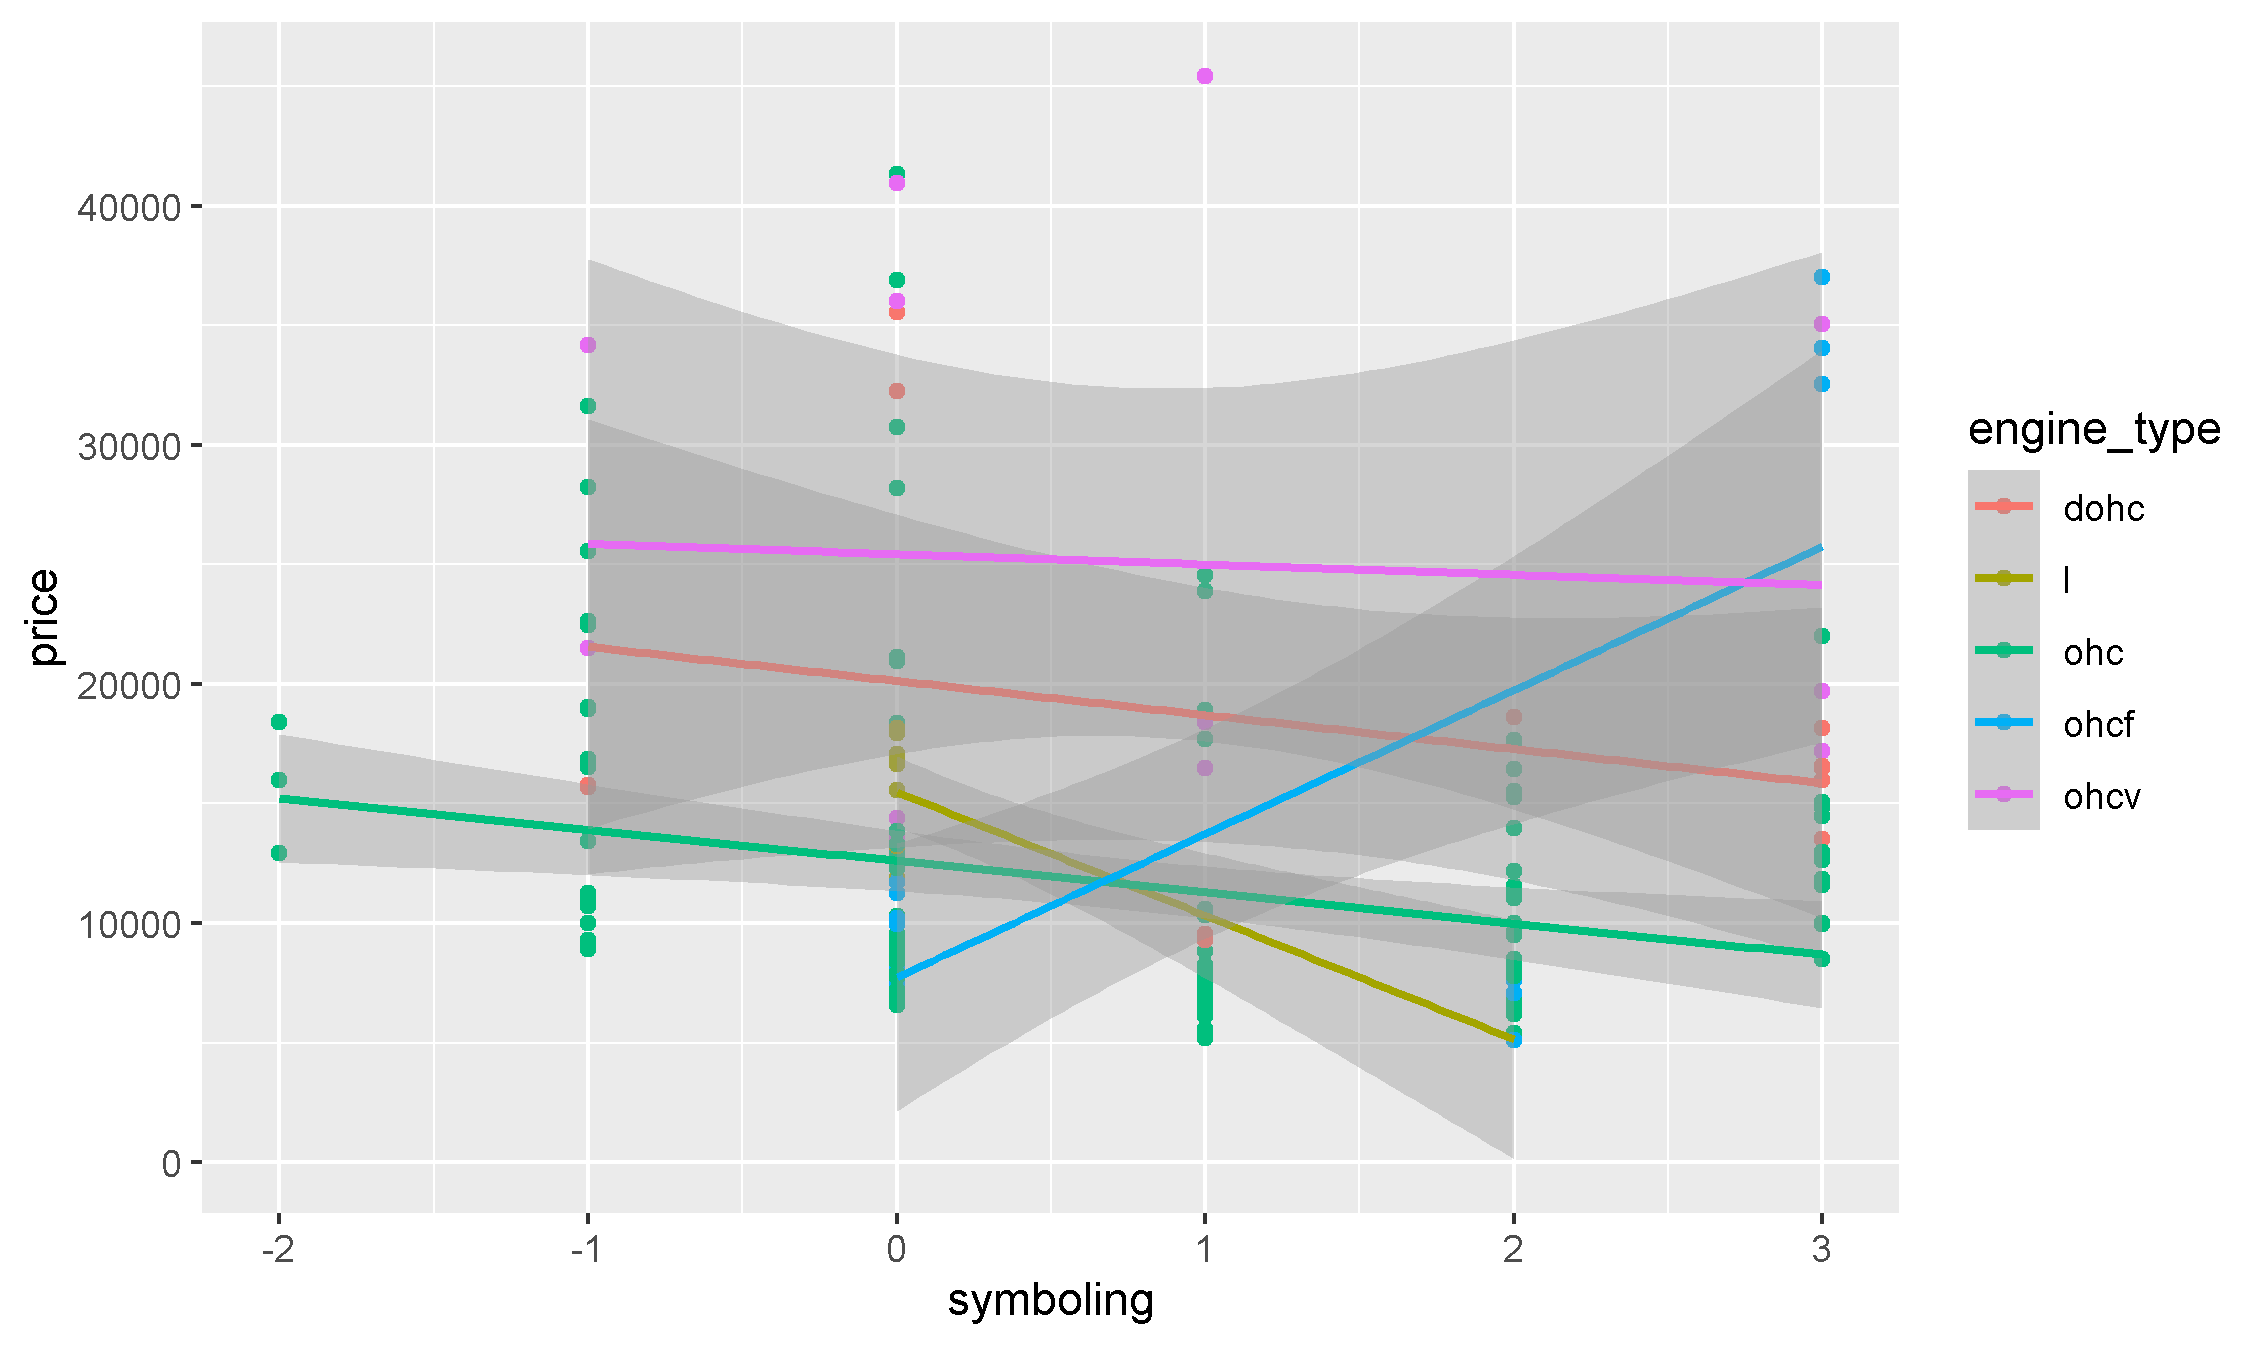 40000
30000
20000
10000
0
price
-2 -1 0 1 2 3
symboling
engine_type
dohc
l
ohc
ohcf
ohcv